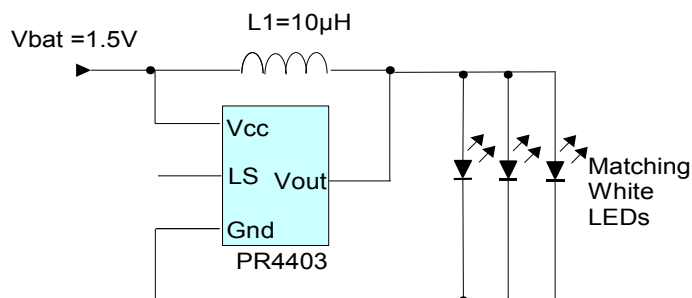 L1=10µH
Vbat =1.5V
Vcc
LS
Vout
Gnd
PR4403
Matching
White
LEDs